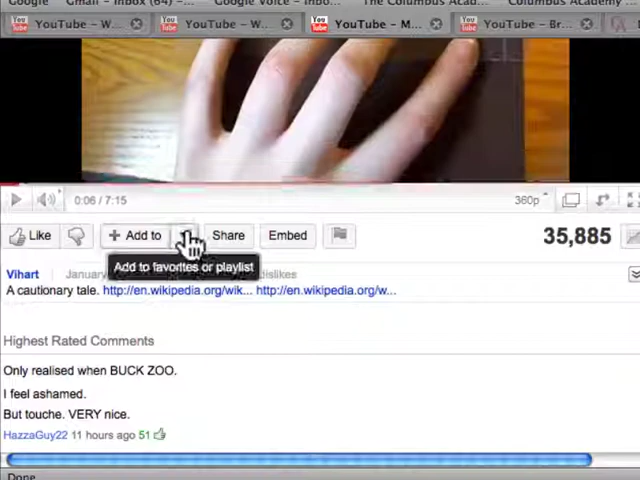 Google Gmail - Inbox (64) -... Google Voice - Inbo... The Columbus Acad... Columbus Academy
YouTube - W... YouTube - W... YouTube - M... YouTube - Br...
0:06 / 7:15 360p
Like + Add to Share Embed 35,885
Add to favorites or playlist
Vihart January dislikes
A cautionary tale. http://en.wikipedia.org/wik... http://en.wikipedia.org/w...
Highest Rated Comments
Only realised when BUCK ZOO.
I feel ashamed.
But touche. VERY nice.
HazzaGuy22 11 hours ago 51
Done